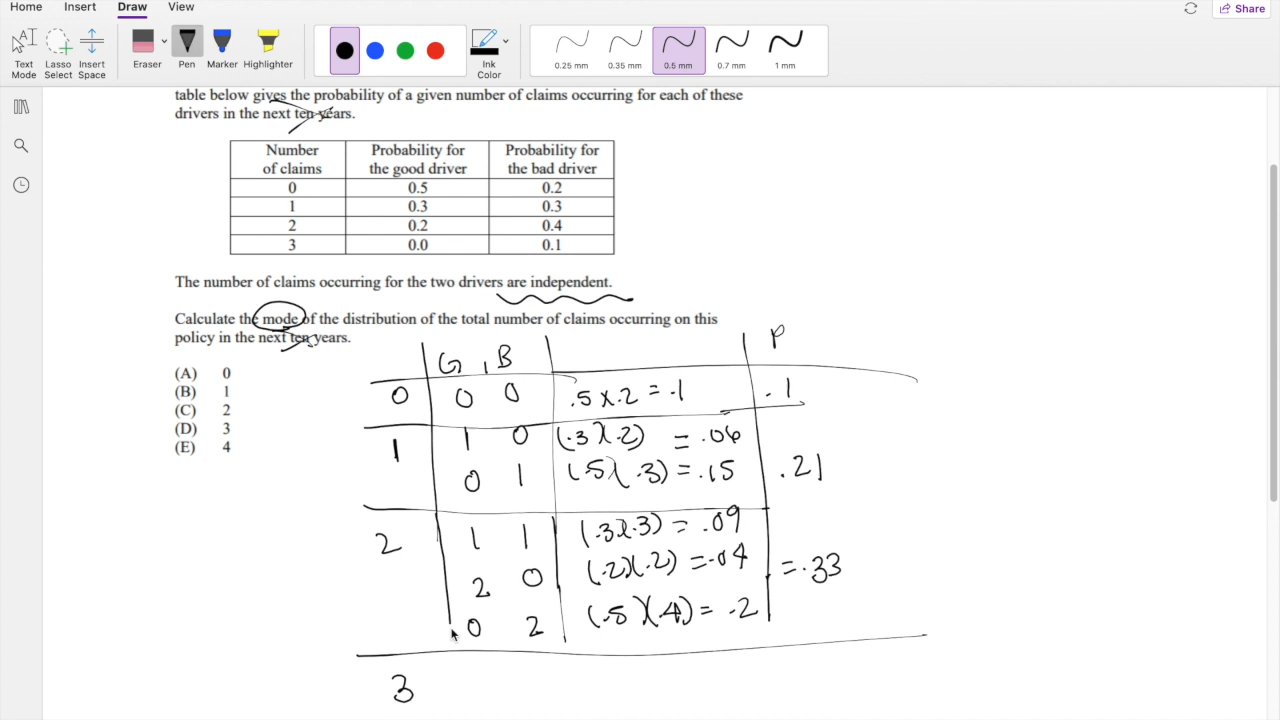 Home Insert Draw View
Share
Text Mode
Lasso Select
Insert Space
Eraser
Pen
Marker
Highlighter
Ink Color
0.25 mm
0.35 mm
0.5 mm
0.7 mm
1 mm
table below gives the probability of a given number of claims occurring for each of these
drivers in the next ten years.
Number of claims Probability for the good driver Probability for the bad driver
0 0.5 0.2
1 0.3 0.3
2 0.2 0.4
3 0.0 0.1
The number of claims occurring for the two drivers are independent.
Calculate the mode of the distribution of the total number of claims occurring on this
policy in the next ten years.
(A) 0
(B) 1
(C) 2
(D) 3
(E) 4
G , B P
0 0 0 .5 x .2 = .1 .1
1 1 0 (.3)(.2) = .06
0 1 (.5)(.3) = .15 .21
2 1 1 (.3)(.3) = .09
2 0 (.2)(.2) = .04 = .33
0 2 (.5)(.4) = .2
3